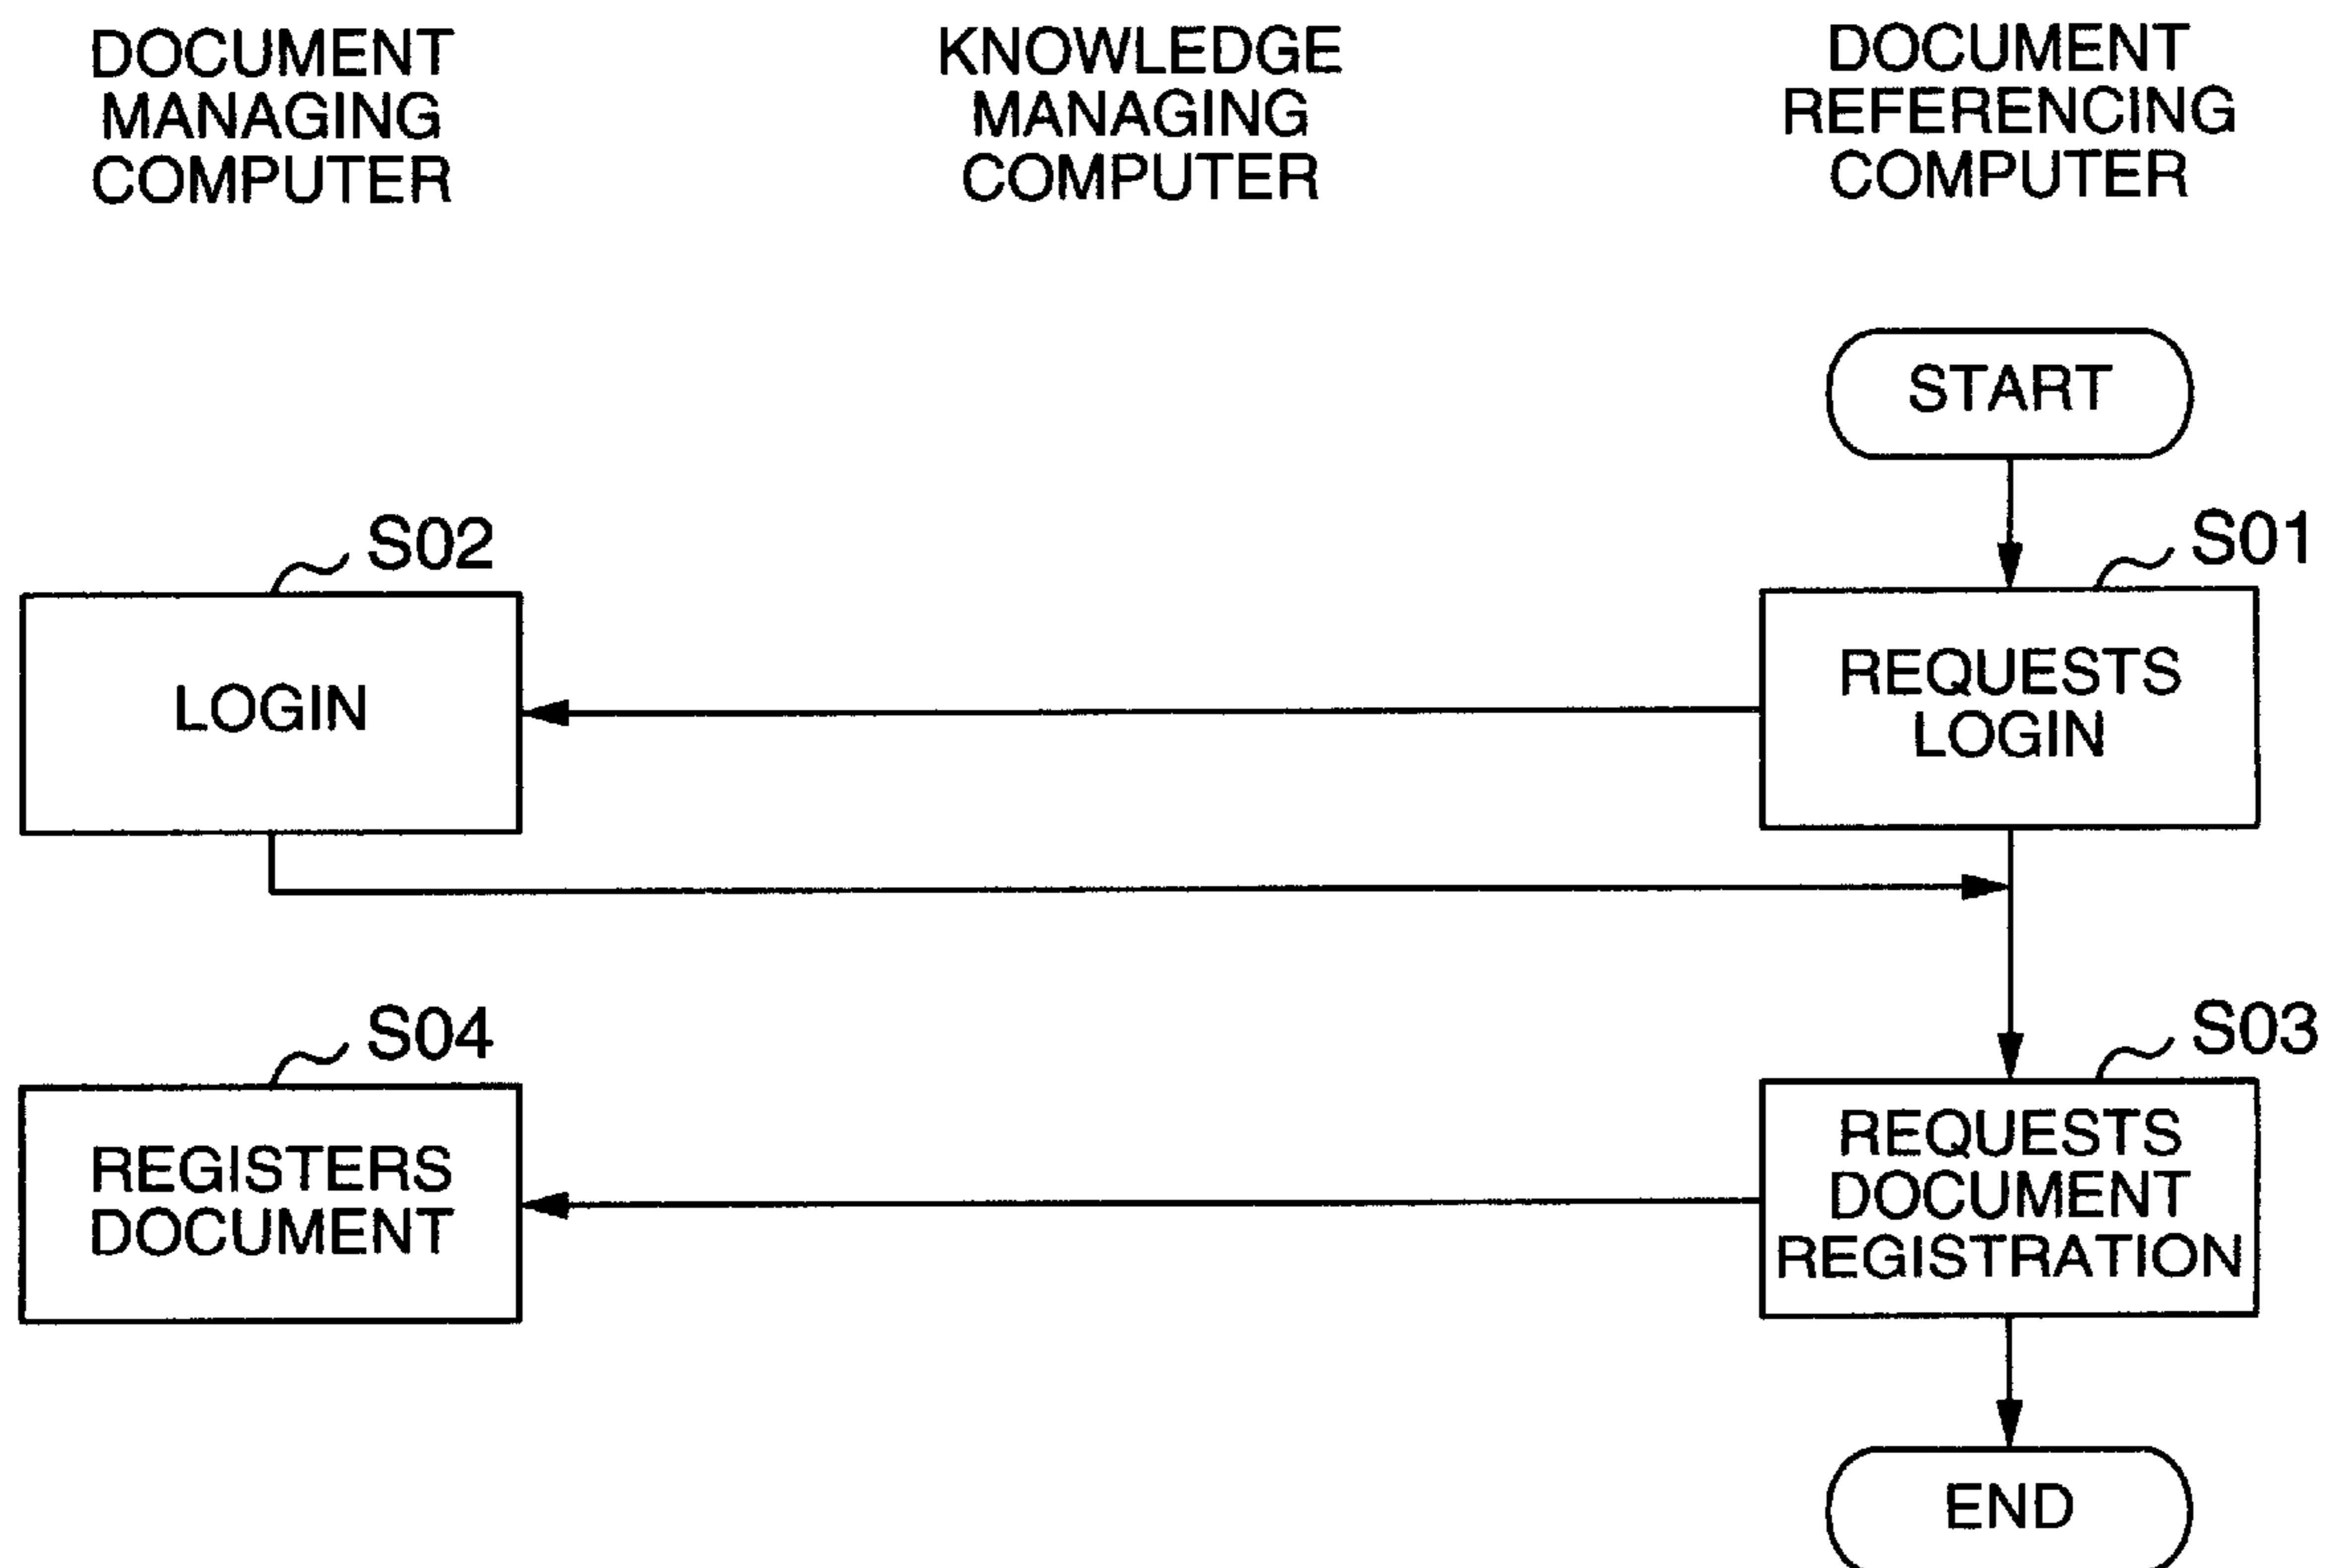 DOCUMENT
MANAGING
COMPUTER
KNOWLEDGE
MANAGING
COMPUTER
DOCUMENT
REFERENCING
COMPUTER
START
S02
S01
LOGIN
REQUESTS
LOGIN
S04
S03
REGISTERS
DOCUMENT
REQUESTS
DOCUMENT
REGISTRATION
END